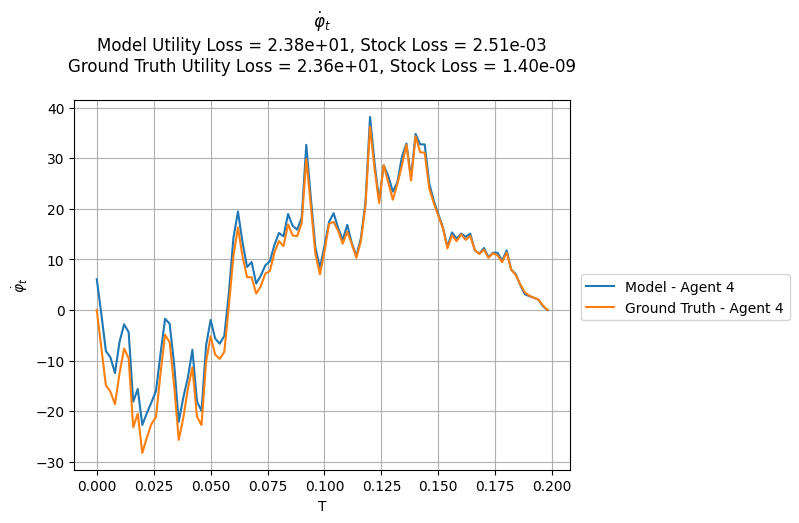 φ̇ₜ
Model Utility Loss = 2.38e+01, Stock Loss = 2.51e-03
Ground Truth Utility Loss = 2.36e+01, Stock Loss = 1.40e-09
40
30
20
10
0
−10
−20
−30
φ̇ₜ
0.000
0.025
0.050
0.075
0.100
0.125
0.150
0.175
0.200
T
Model - Agent 4
Ground Truth - Agent 4